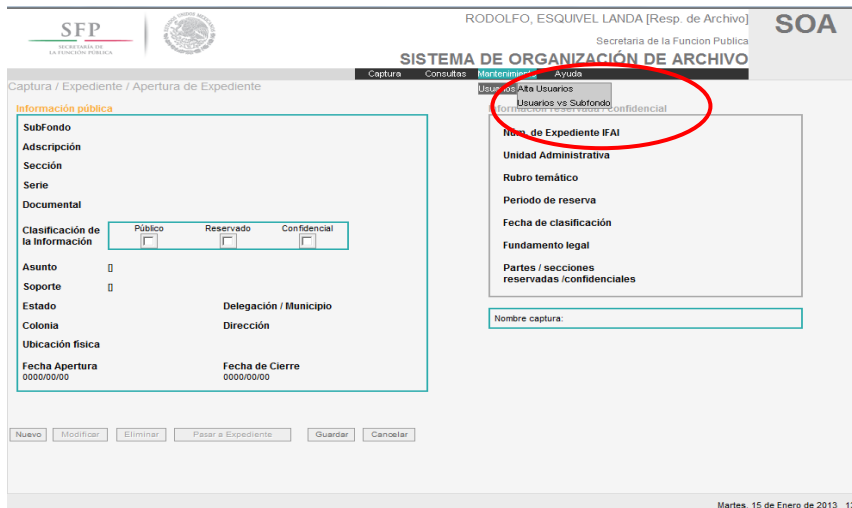 SFP
SECRETARÍA DE
LA FUNCIÓN PÚBLICA
RODOLFO, ESQUIVEL LANDA [Resp. de Archivo]
SOA
Secretaria de la Funcion Publica
SISTEMA DE ORGANIZACIÓN DE ARCHIVO
Captura Consultas Mantenimient Ayuda
Captura / Expediente / Apertura de Expediente
Usuarios Alta Usuarios
Usuarios vs Subfondo
Información pública
Información reservada / Confidencial
SubFondo
Adscripción
Sección
Serie
Documental
Clasificación de
la Información
Público Reservado Confidencial
Asunto []
Soporte []
Estado Delegación / Municipio
Colonia Dirección
Ubicación física
Fecha Apertura Fecha de Cierre
0000/00/00 0000/00/00
Núm. de Expediente IFAI
Unidad Administrativa
Rubro temático
Periodo de reserva
Fecha de clasificación
Fundamento legal
Partes / secciones
reservadas /confidenciales
Nombre captura:
Nuevo Modificar Eliminar Pasar a Expediente Guardar Cancelar
Martes, 15 de Enero de 2013